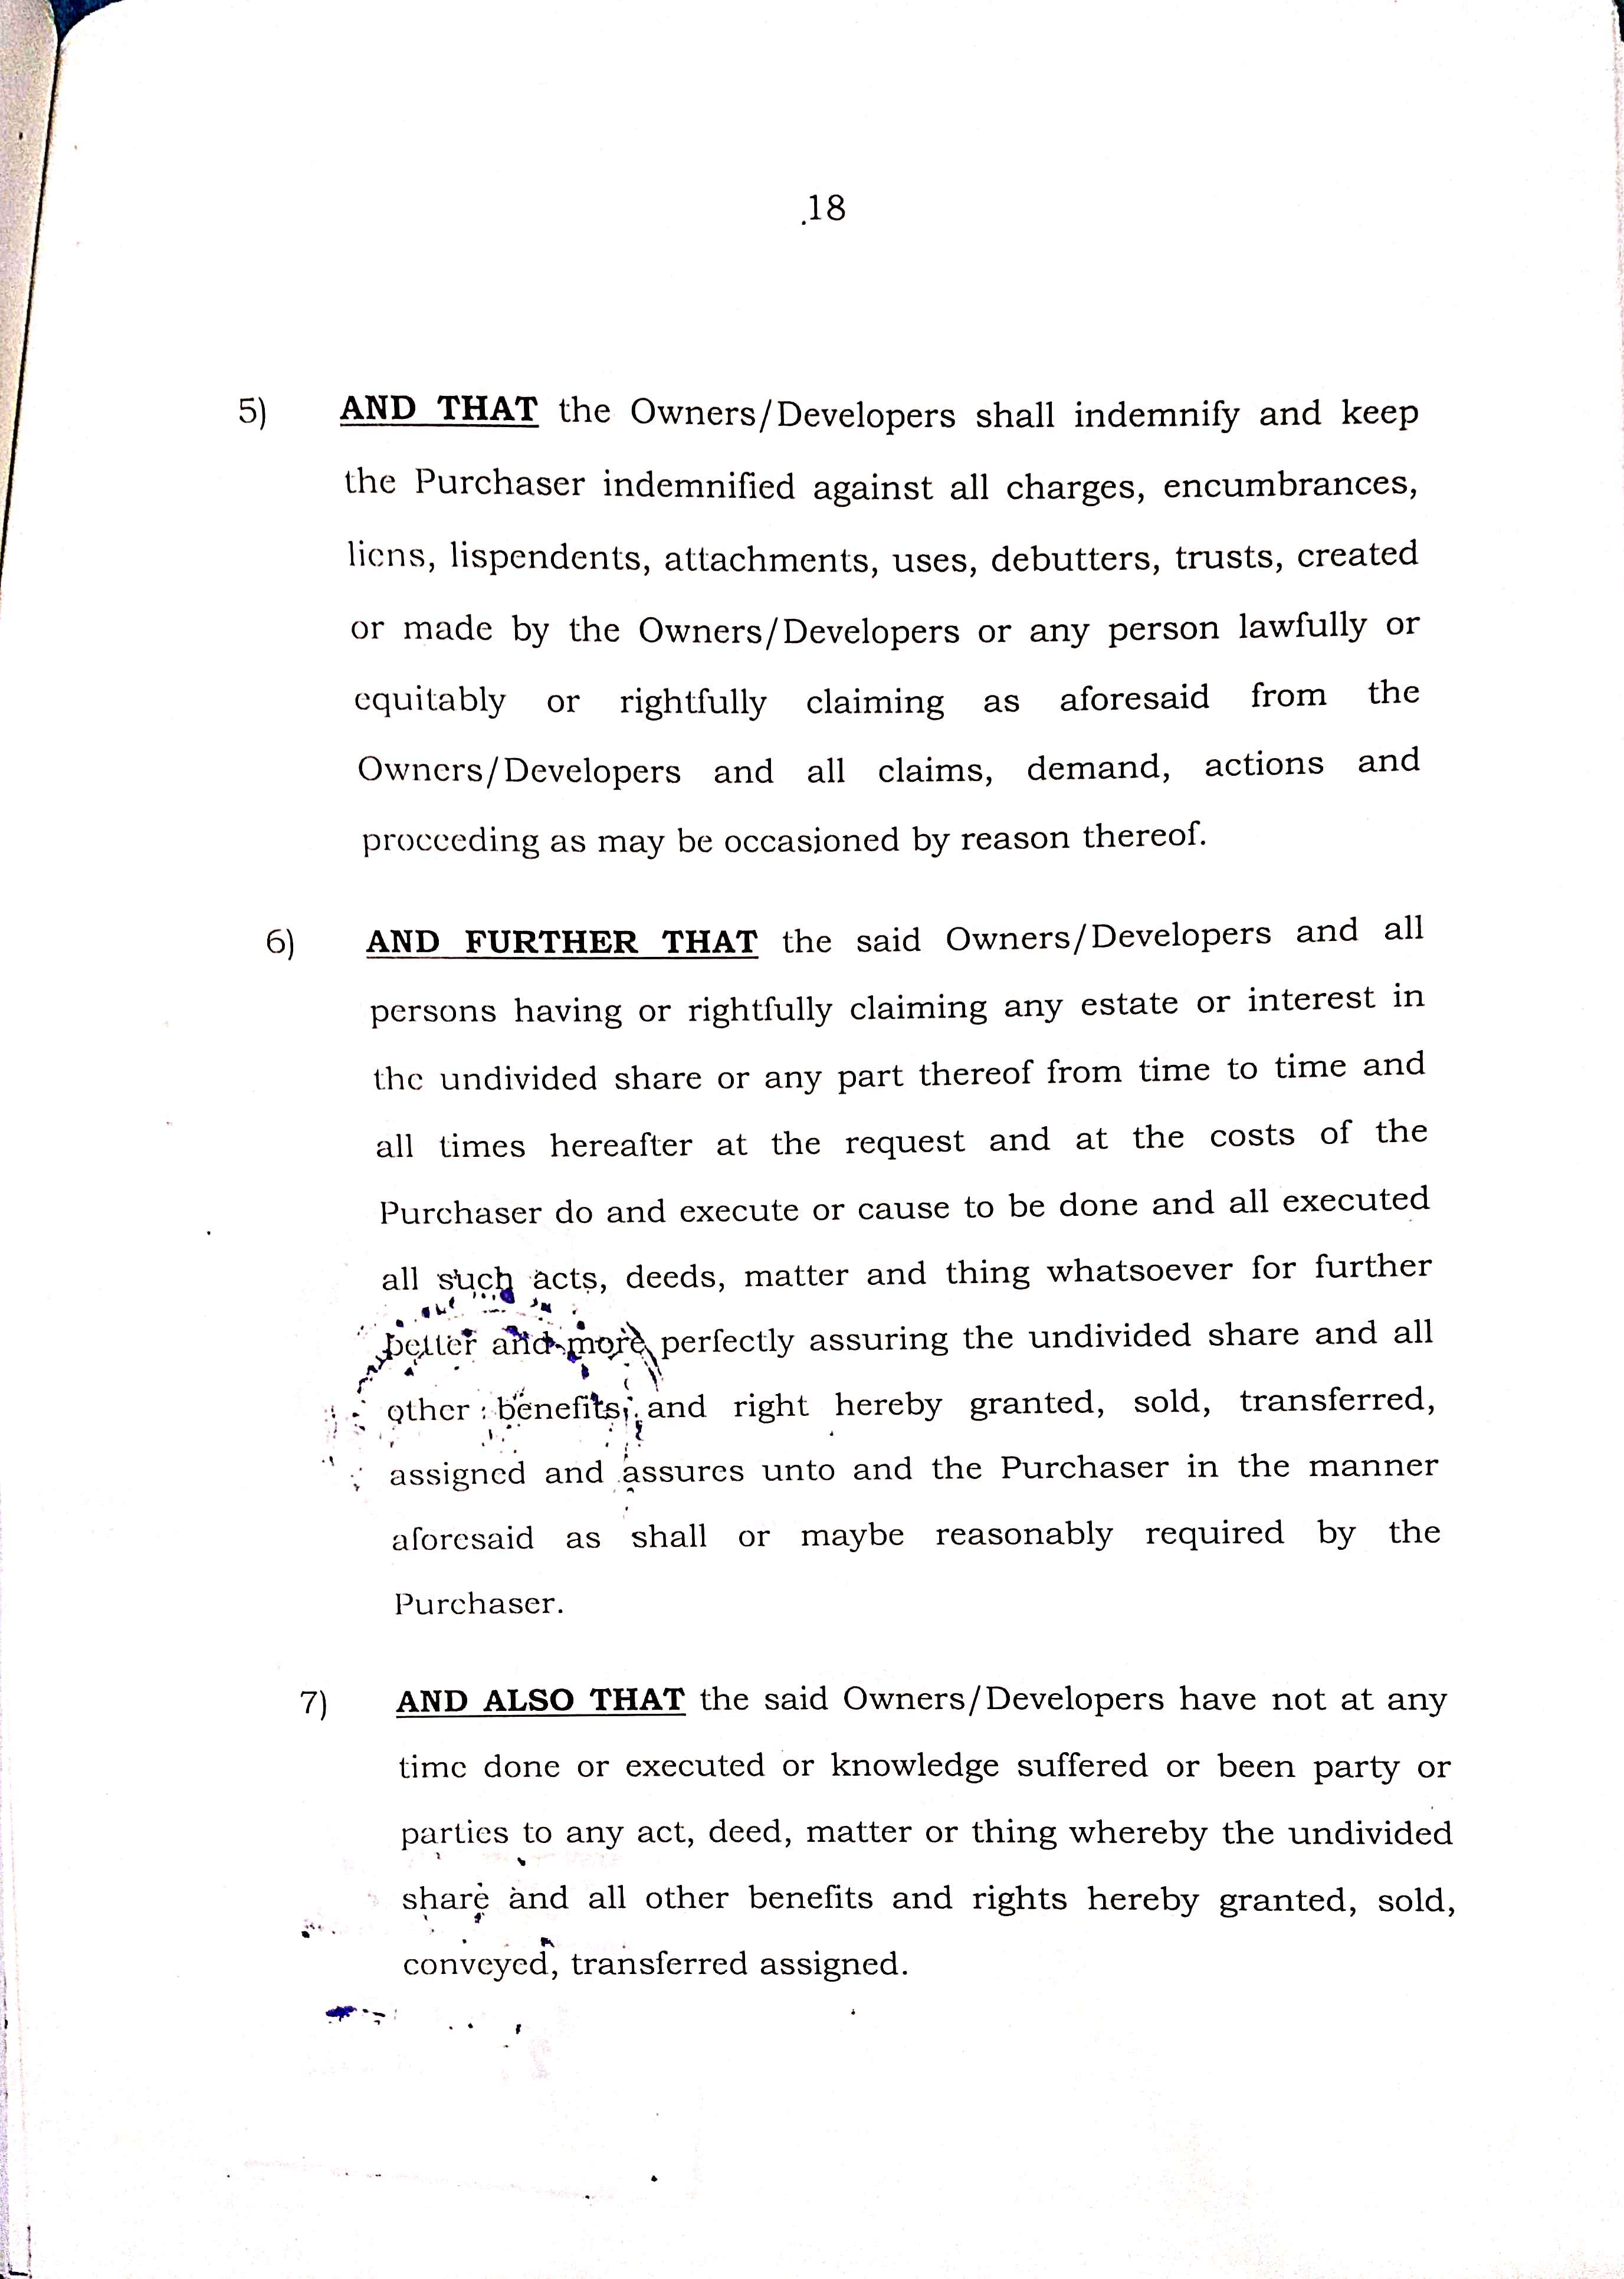 18
5) AND THAT the Owners/Developers shall indemnify and keep
the Purchaser indemnified against all charges, encumbrances,
liens, lispendents, attachments, uses, debutters, trusts, created
or made by the Owners/Developers or any person lawfully or
equitably or rightfully claiming as aforesaid from the
Owners/Developers and all claims, demand, actions and
proceeding as may be occasioned by reason thereof.
6) AND FURTHER THAT the said Owners/Developers and all
persons having or rightfully claiming any estate or interest in
the undivided share or any part thereof from time to time and
all times hereafter at the request and at the costs of the
Purchaser do and execute or cause to be done and all executed
all such acts, deeds, matter and thing whatsoever for further
better and more perfectly assuring the undivided share and all
other benefits, and right hereby granted, sold, transferred,
assigned and assures unto and the Purchaser in the manner
aforesaid as shall or maybe reasonably required by the
Purchaser.
7) AND ALSO THAT the said Owners/Developers have not at any
time done or executed or knowledge suffered or been party or
parties to any act, deed, matter or thing whereby the undivided
share and all other benefits and rights hereby granted, sold,
conveyed, transferred assigned.